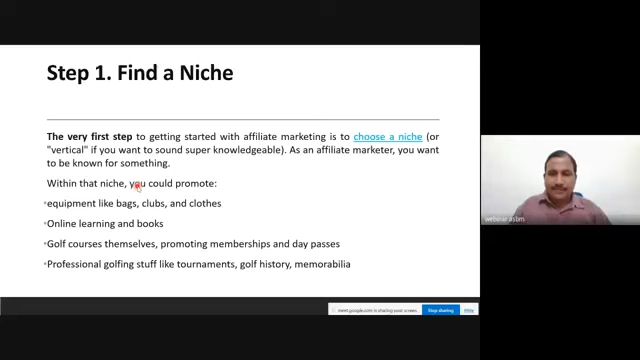 Step 1. Find a Niche
The very first step to getting started with affiliate marketing is to choose a niche (or
"vertical" if you want to sound super knowledgeable). As an affiliate marketer, you want
to be known for something.
Within that niche, you could promote:
•equipment like bags, clubs, and clothes
•Online learning and books
•Golf courses themselves, promoting memberships and day passes
•Professional golfing stuff like tournaments, golf history, memorabilia
webinar asbm
meet.google.com is sharing your screen.
Stop sharing
Hide